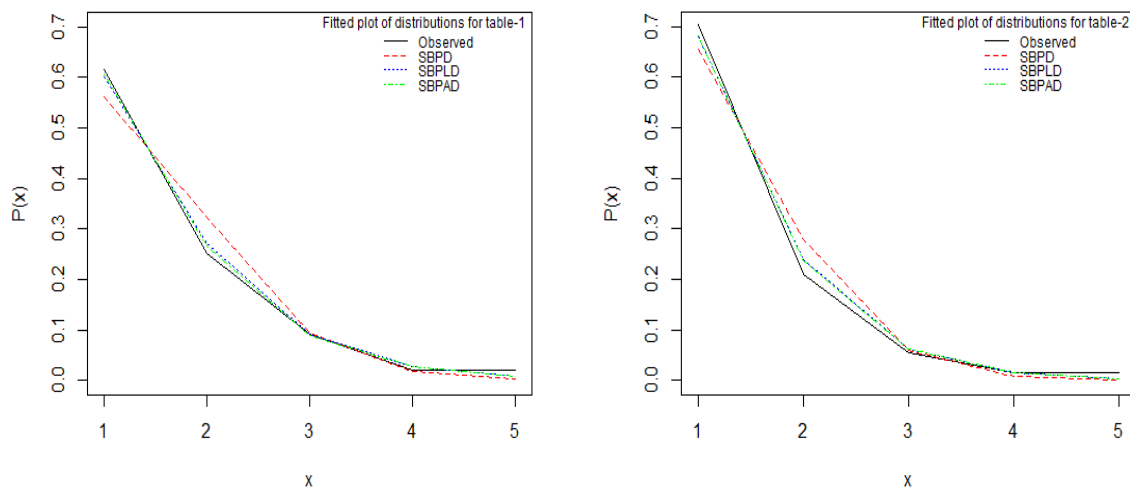 Fitted plot of distributions for table-1
Observed
SBPD
SBPLD
SBPAD
P(x)
0.7
0.6
0.5
0.4
0.3
0.2
0.1
0.0
1 2 3 4 5
x
Fitted plot of distributions for table-2
Observed
SBPD
SBPLD
SBPAD
P(x)
0.7
0.6
0.5
0.4
0.3
0.2
0.1
0.0
1 2 3 4 5
x